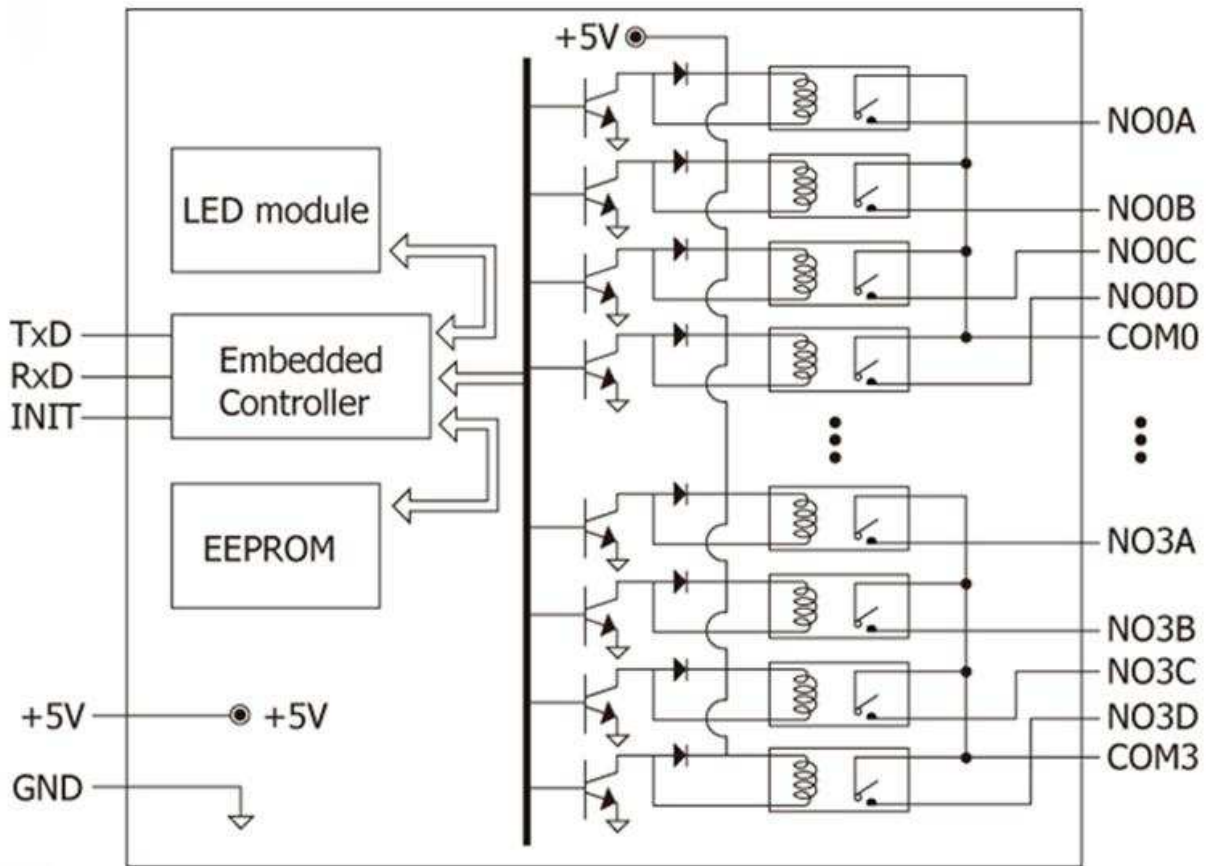 +5V
NO0A
LED module
NO0B
NO0C
NO0D
TxD
COM0
RxD
Embedded
Controller
INIT
EEPROM
NO3A
NO3B
NO3C
+5V
+5V
NO3D
COM3
GND